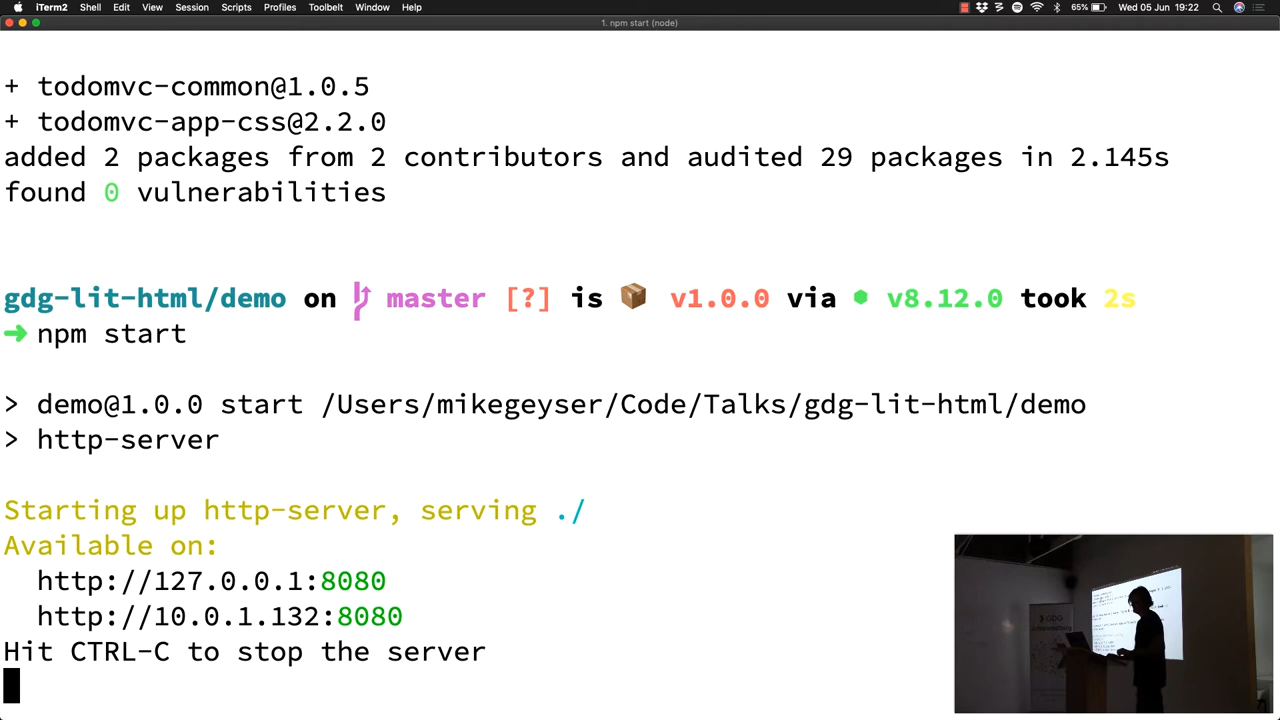 iTerm2 Shell Edit View Session Scripts Profiles Toolbelt Window Help 65% Wed 05 Jun 19:22
1. npm start (node)
+ todomvc-common@1.0.5
+ todomvc-app-css@2.2.0
added 2 packages from 2 contributors and audited 29 packages in 2.145s
found 0 vulnerabilities
gdg-lit-html/demo on master [?] is 📦 v1.0.0 via ⬢ v8.12.0 took 2s
➜ npm start
> demo@1.0.0 start /Users/mikegeyser/Code/Talks/gdg-lit-html/demo
> http-server
Starting up http-server, serving ./
Available on:
http://127.0.0.1:8080
http://10.0.1.132:8080
Hit CTRL-C to stop the server
GDG